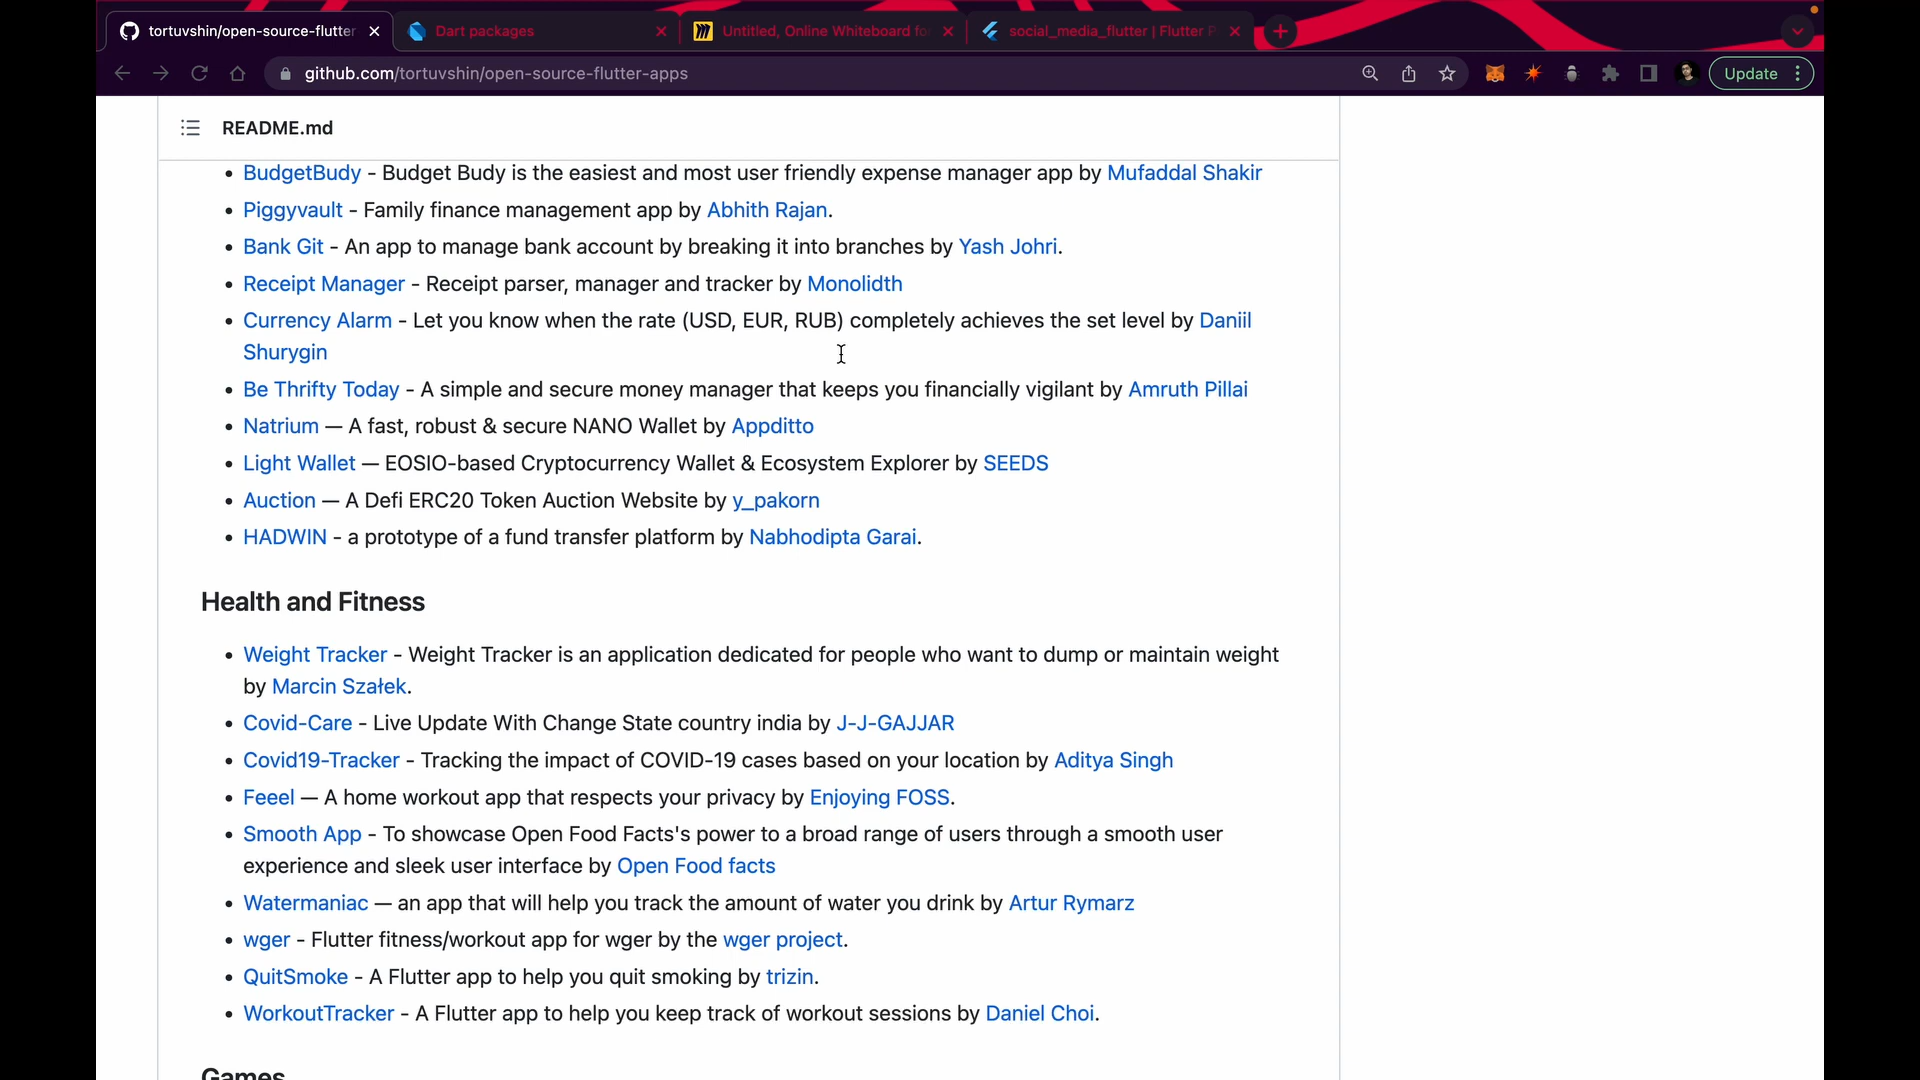 tortuvshin/open-source-flutter
Dart packages
Untitled, Online Whiteboard fo
social_media_flutter | Flutter P
github.com/tortuvshin/open-source-flutter-apps
Update
README.md
• BudgetBudy - Budget Budy is the easiest and most user friendly expense manager app by Mufaddal Shakir
• Piggyvault - Family finance management app by Abhith Rajan.
• Bank Git - An app to manage bank account by breaking it into branches by Yash Johri.
• Receipt Manager - Receipt parser, manager and tracker by Monolidth
• Currency Alarm - Let you know when the rate (USD, EUR, RUB) completely achieves the set level by Daniil
Shurygin
• Be Thrifty Today - A simple and secure money manager that keeps you financially vigilant by Amruth Pillai
• Natrium — A fast, robust & secure NANO Wallet by Appditto
• Light Wallet — EOSIO-based Cryptocurrency Wallet & Ecosystem Explorer by SEEDS
• Auction — A Defi ERC20 Token Auction Website by y_pakorn
• HADWIN - a prototype of a fund transfer platform by Nabhodipta Garai.
Health and Fitness
• Weight Tracker - Weight Tracker is an application dedicated for people who want to dump or maintain weight
by Marcin Szałek.
• Covid-Care - Live Update With Change State country india by J-J-GAJJAR
• Covid19-Tracker - Tracking the impact of COVID-19 cases based on your location by Aditya Singh
• Feeel — A home workout app that respects your privacy by Enjoying FOSS.
• Smooth App - To showcase Open Food Facts's power to a broad range of users through a smooth user
experience and sleek user interface by Open Food facts
• Watermaniac — an app that will help you track the amount of water you drink by Artur Rymarz
• wger - Flutter fitness/workout app for wger by the wger project.
• QuitSmoke - A Flutter app to help you quit smoking by trizin.
• WorkoutTracker - A Flutter app to help you keep track of workout sessions by Daniel Choi.
Games